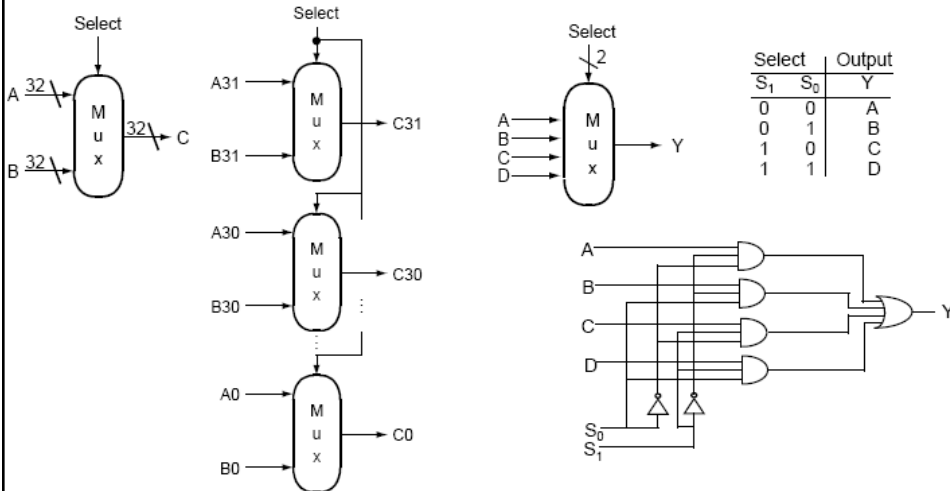 Select
A 32
M
u
x
32 C
B 32
Select
A31
M
u
x
C31
B31
A30
M
u
x
C30
B30
A0
M
u
x
C0
B0
Select
2
A
B
C
D
M
u
x
Y
Select Output
S1 S0 Y
0 0 A
0 1 B
1 0 C
1 1 D
A
B
C
D
Y
S0
S1